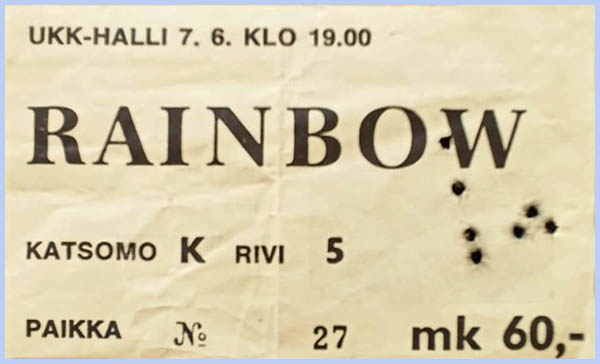 UKK-HALLI 7. 6. KLO 19.00
RAINBOW
KATSOMO K RIVI 5
PAIKKA № 27 mk 60,-